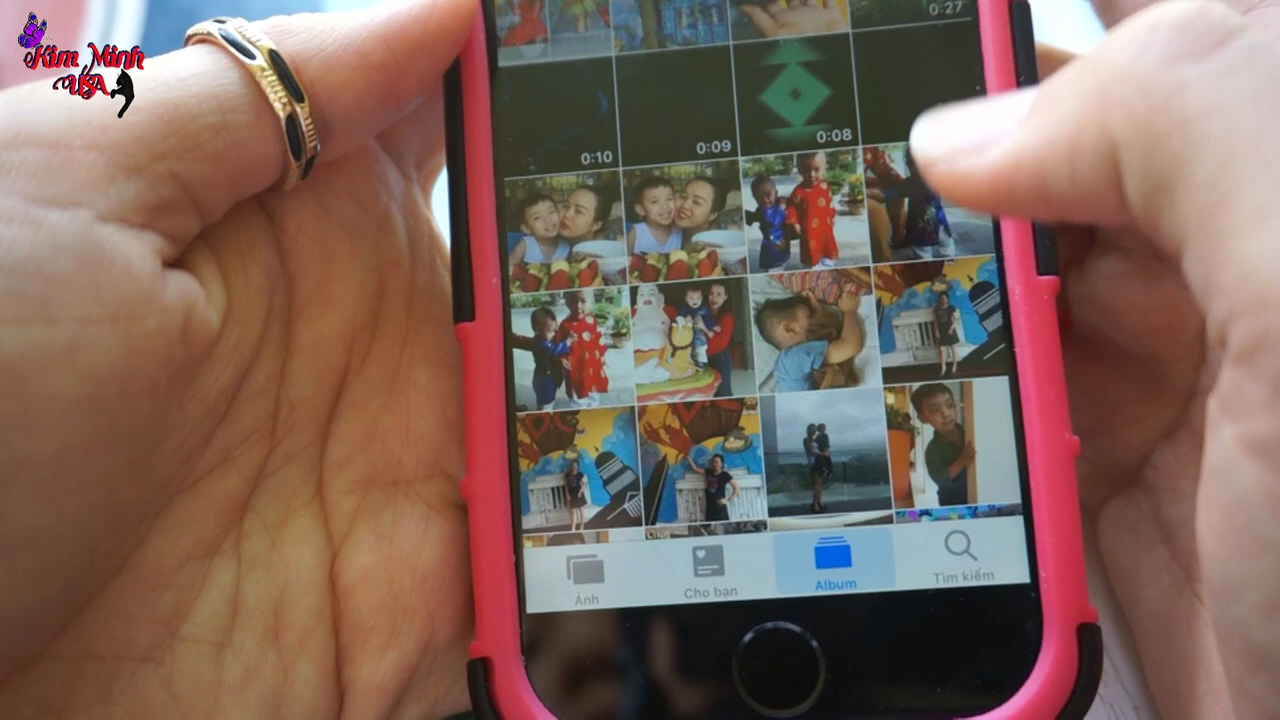 Kim Minh
USA
0:27
0:10
0:09
0:08
Ảnh
Cho bạn
Album
Tìm kiếm